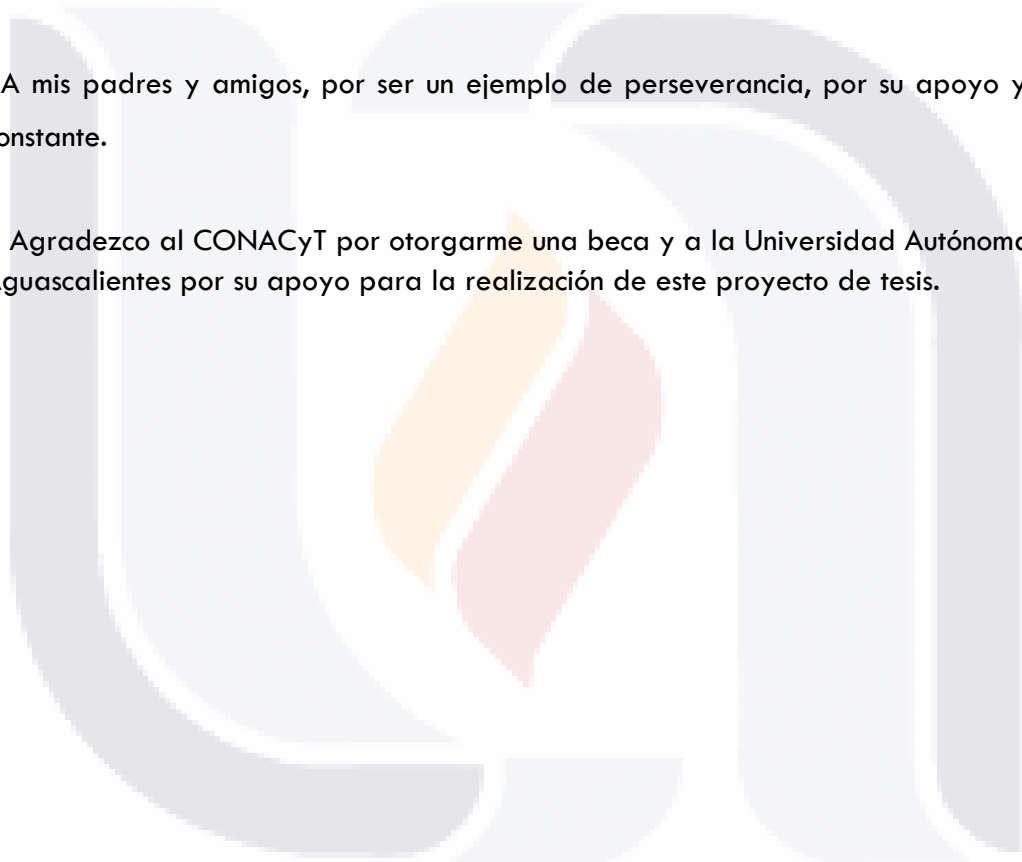 A mis padres y amigos, por ser un ejemplo de perseverancia, por su apoyo y
onstante.
Agradezco al CONACyT por otorgarme una beca y a la Universidad Autónoma
guascalientes por su apoyo para la realización de este proyecto de tesis.